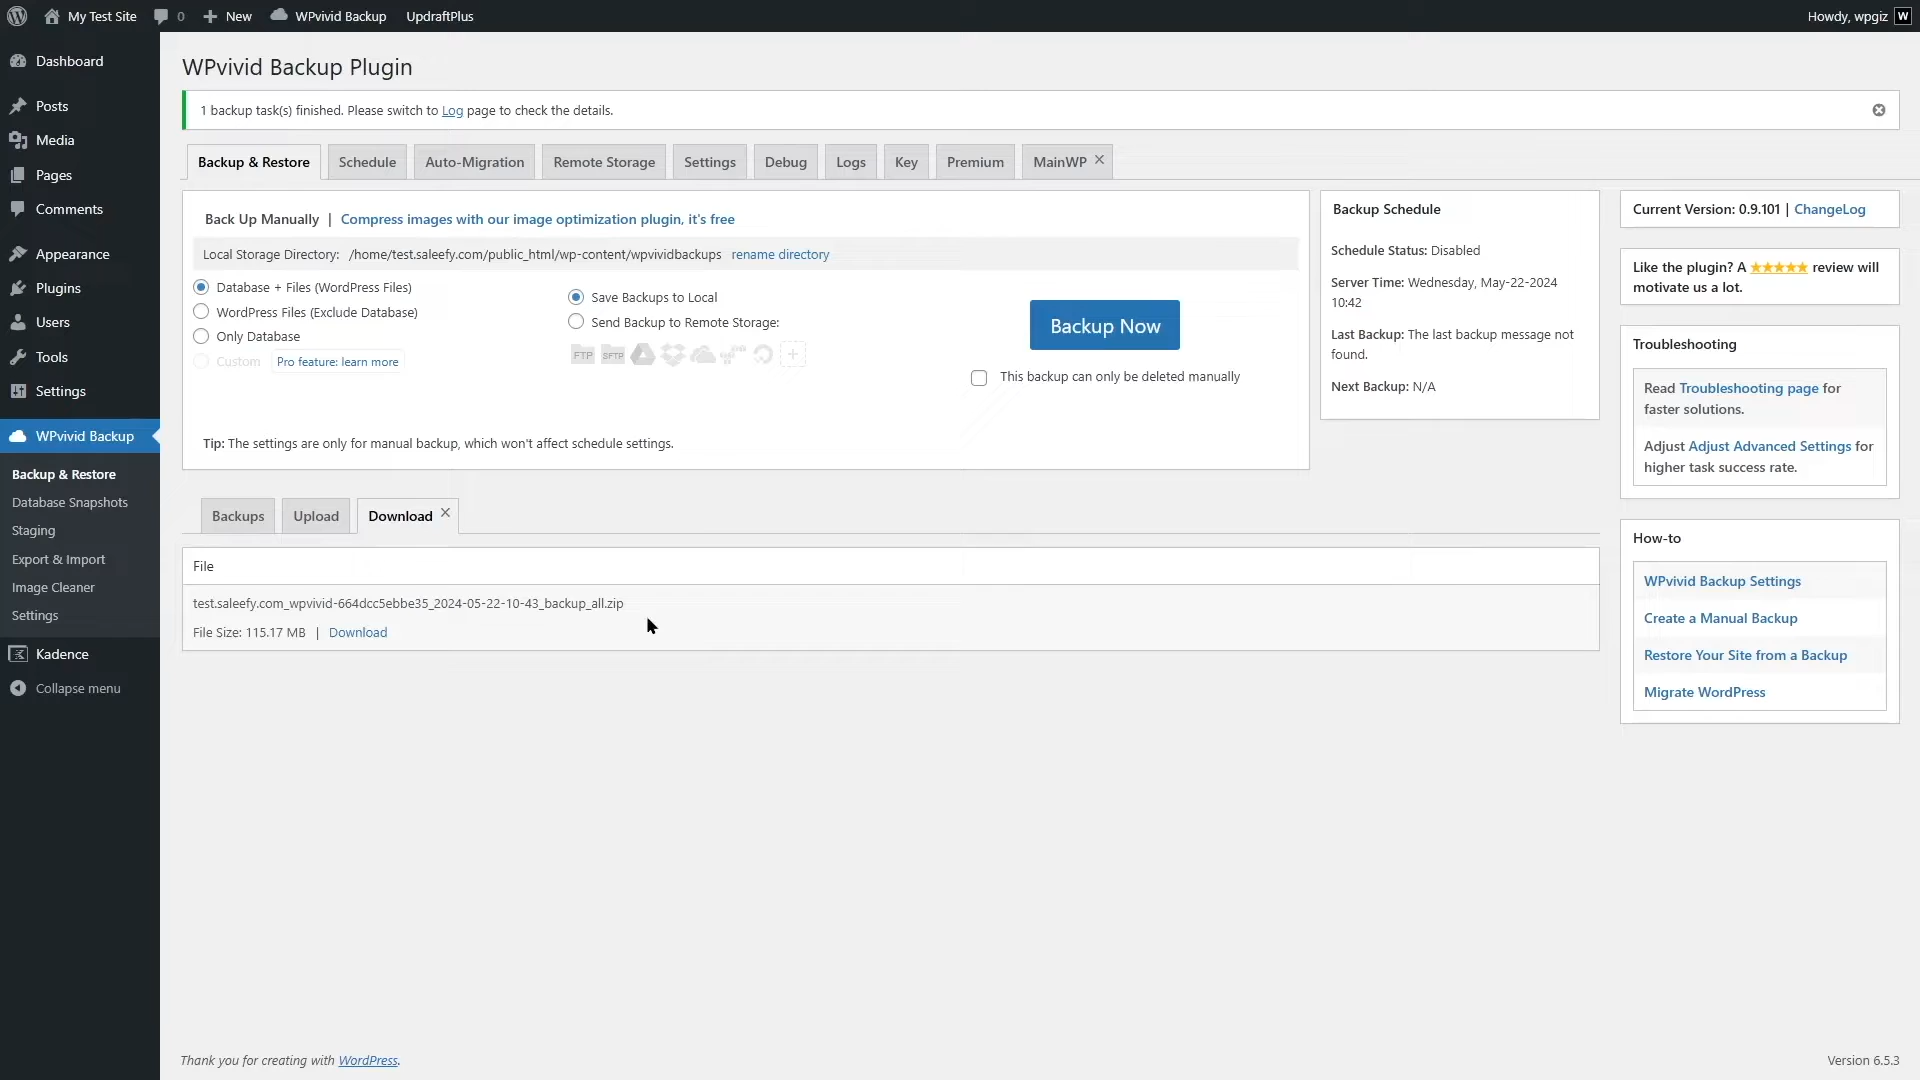 My Test Site
0
New
WPvivid Backup
UpdraftPlus
Howdy, wpgiz
W
Dashboard
Posts
Media
Pages
Comments
Appearance
Plugins
Users
Tools
Settings
WPvivid Backup
Backup & Restore
Database Snapshots
Staging
Export & Import
Image Cleaner
Settings
Kadence
Collapse menu
WPvivid Backup Plugin
1 backup task(s) finished. Please switch to Log page to check the details.
Backup & Restore
Schedule
Auto-Migration
Remote Storage
Settings
Debug
Logs
Key
Premium
MainWP
Back Up Manually | Compress images with our image optimization plugin, it's free
Local Storage Directory: /home/test.saleefy.com/public_html/wp-content/wpvividbackups rename directory
Database + Files (WordPress Files)
WordPress Files (Exclude Database)
Only Database
Custom
Pro feature: learn more
Save Backups to Local
Send Backup to Remote Storage:
FTP
SFTP
Backup Now
This backup can only be deleted manually
Tip: The settings are only for manual backup, which won't affect schedule settings.
Backup Schedule
Schedule Status: Disabled
Server Time: Wednesday, May-22-2024
10:42
Last Backup: The last backup message not
found.
Next Backup: N/A
Current Version: 0.9.101 | ChangeLog
Like the plugin? A ★★★★★ review will
motivate us a lot.
Troubleshooting
Read Troubleshooting page for
faster solutions.
Adjust Adjust Advanced Settings for
higher task success rate.
How-to
WPvivid Backup Settings
Create a Manual Backup
Restore Your Site from a Backup
Migrate WordPress
Backups
Upload
Download
File
test.saleefy.com_wpvivid-664dcc5ebbe35_2024-05-22-10-43_backup_all.zip
File Size: 115.17 MB | Download
Thank you for creating with WordPress.
Version 6.5.3